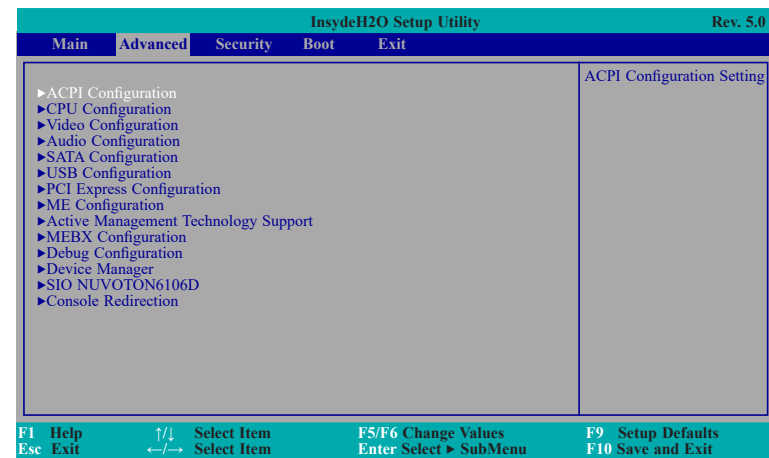 InsydeH2O Setup Utility Rev. 5.0
Main Advanced Security Boot Exit
ACPI Configuration Setting
►ACPI Configuration
►CPU Configuration
►Video Configuration
►Audio Configuration
►SATA Configuration
►USB Configuration
►PCI Express Configuration
►ME Configuration
►Active Management Technology Support
►MEBX Configuration
►Debug Configuration
►Device Manager
►SIO NUVOTON6106D
►Console Redirection
F1 Help ↑/↓ Select Item F5/F6 Change Values F9 Setup Defaults
Esc Exit ←/→ Select Item Enter Select ► SubMenu F10 Save and Exit